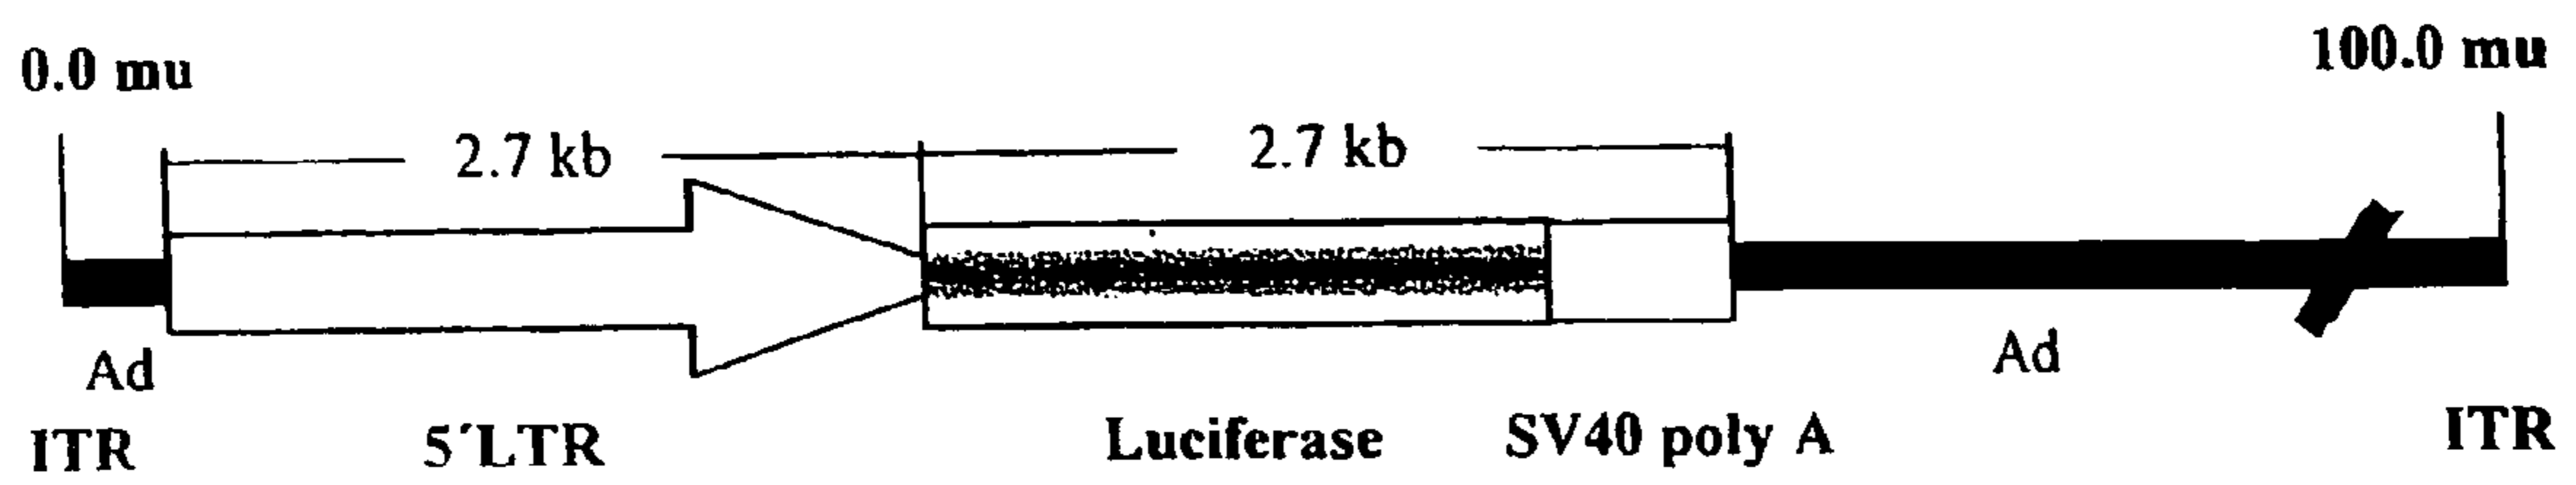 0.0 mu
100.0 mu
2.7 kb
2.7 kb
Ad
Ad
ITR
5´LTR
Luciferase
SV40 poly A
ITR